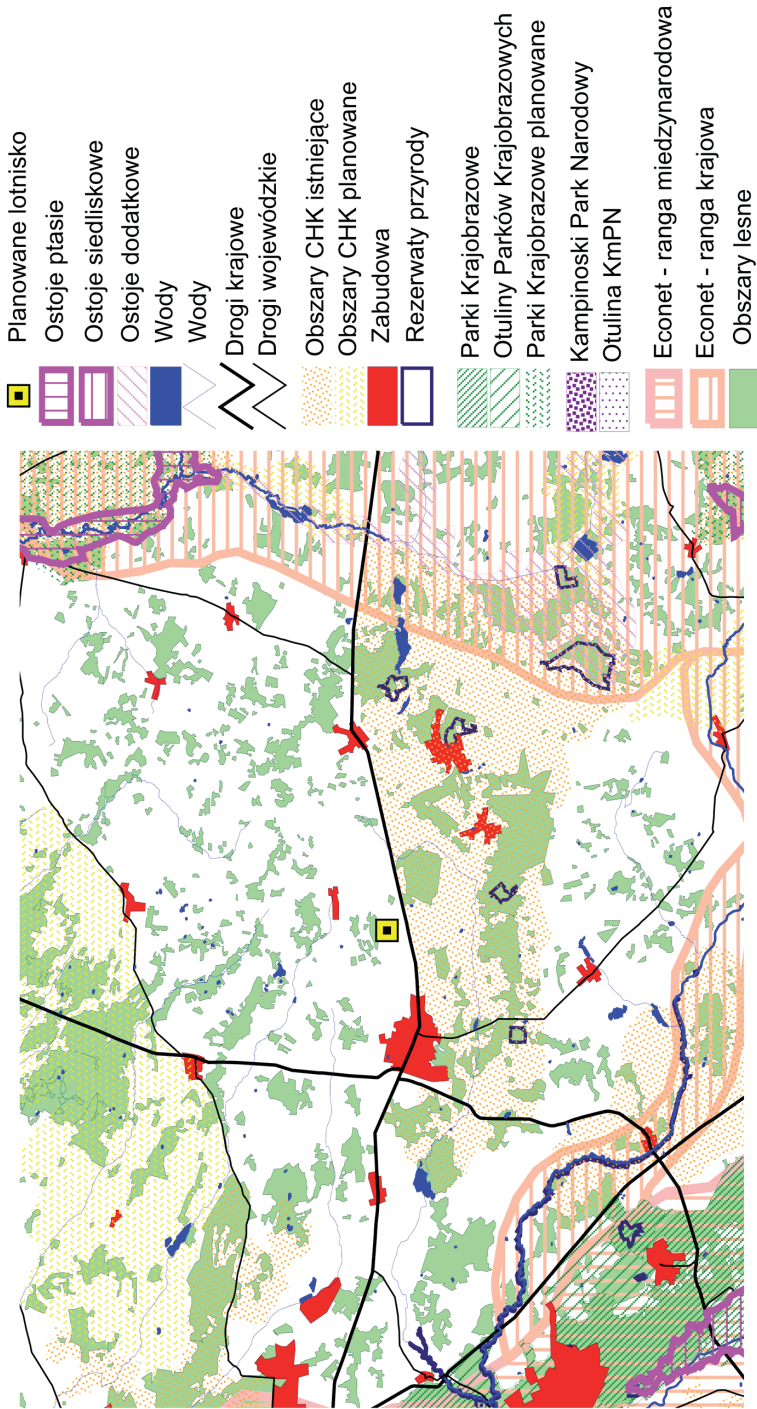 Planowane lotnisko
Ostoje ptasie
Ostoje siedliskowe
Ostoje dodatkowe
Wody
Wody
Drogi krajowe
Drogi wojewódzkie
Obszary CHK istniejące
Obszary CHK planowane
Zabudowa
Rezerwaty przyrody
Parki Krajobrazowe
Otuliny Parków Krajobrazowych
Parki Krajobrazowe planowane
Kampinoski Park Narodowy
Otulina KmPN
Econet - ranga miedzynarodowa
Econet - ranga krajowa
Obszary lesne